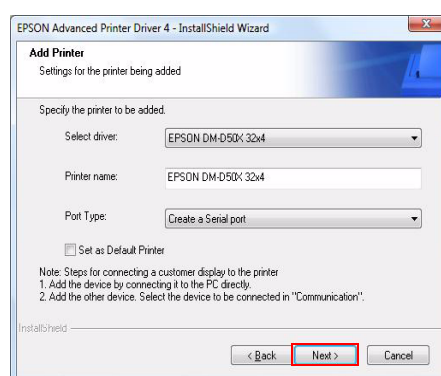 EPSON Advanced Printer Driver 4 - InstallShield Wizard
Add Printer
Settings for the printer being added
Specify the printer to be added.
Select driver: EPSON DM-D50X 32x4
Printer name: EPSON DM-D50X 32x4
Port Type: Create a Serial port
Set as Default Printer
Note: Steps for connecting a customer display to the printer
1. Add the device by connecting it to the PC directly.
2. Add the other device. Select the device to be connected in "Communication".
InstallShield
< Back Next > Cancel